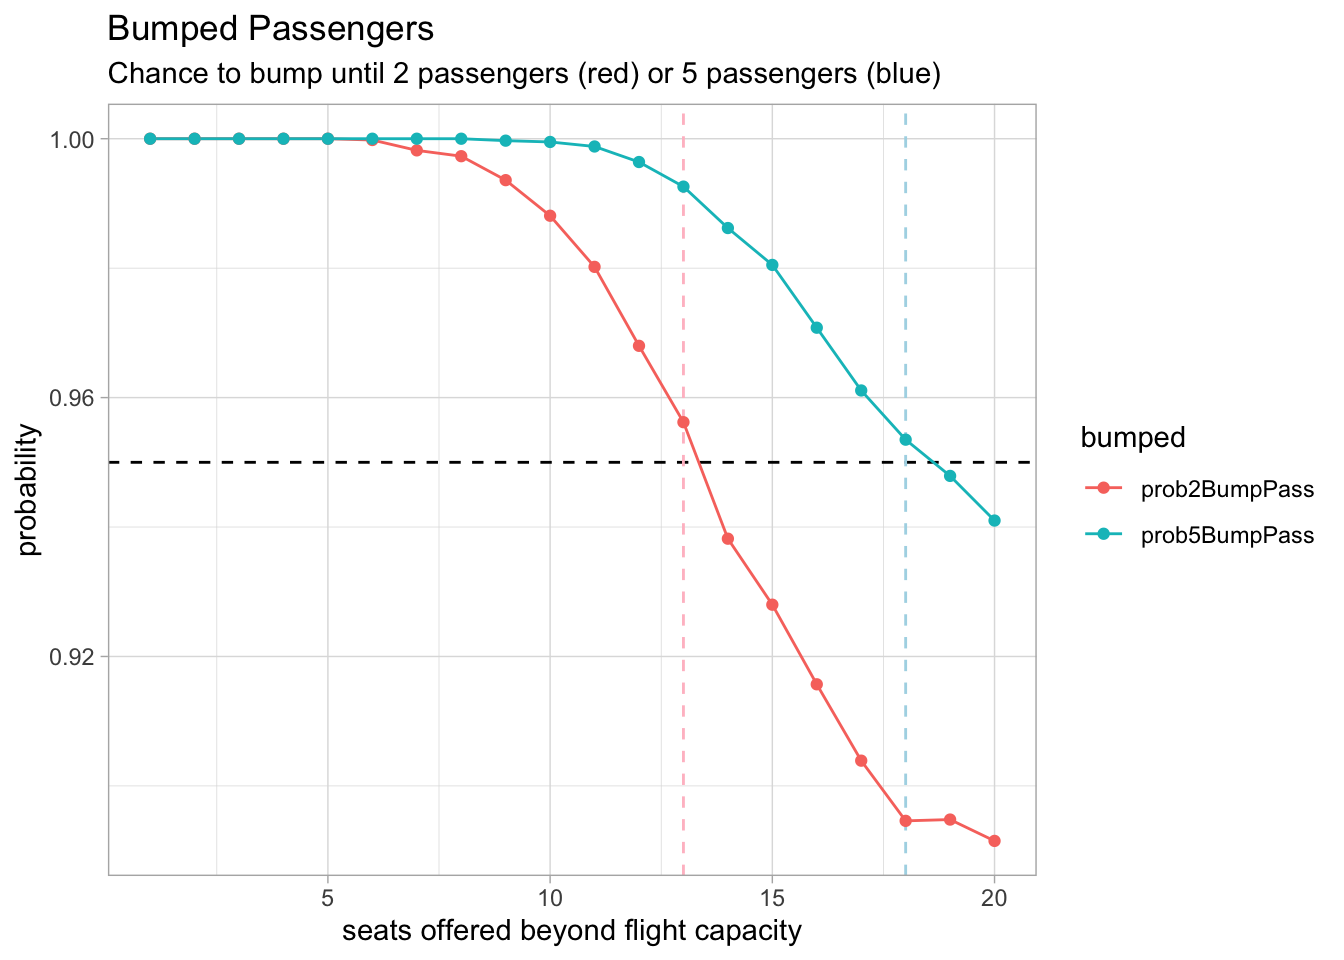 Bumped Passengers
Chance to bump until 2 passengers (red) or 5 passengers (blue)
1.00
0.96
0.92
probability
5 10 15 20
seats offered beyond flight capacity
bumped
prob2BumpPass
prob5BumpPass